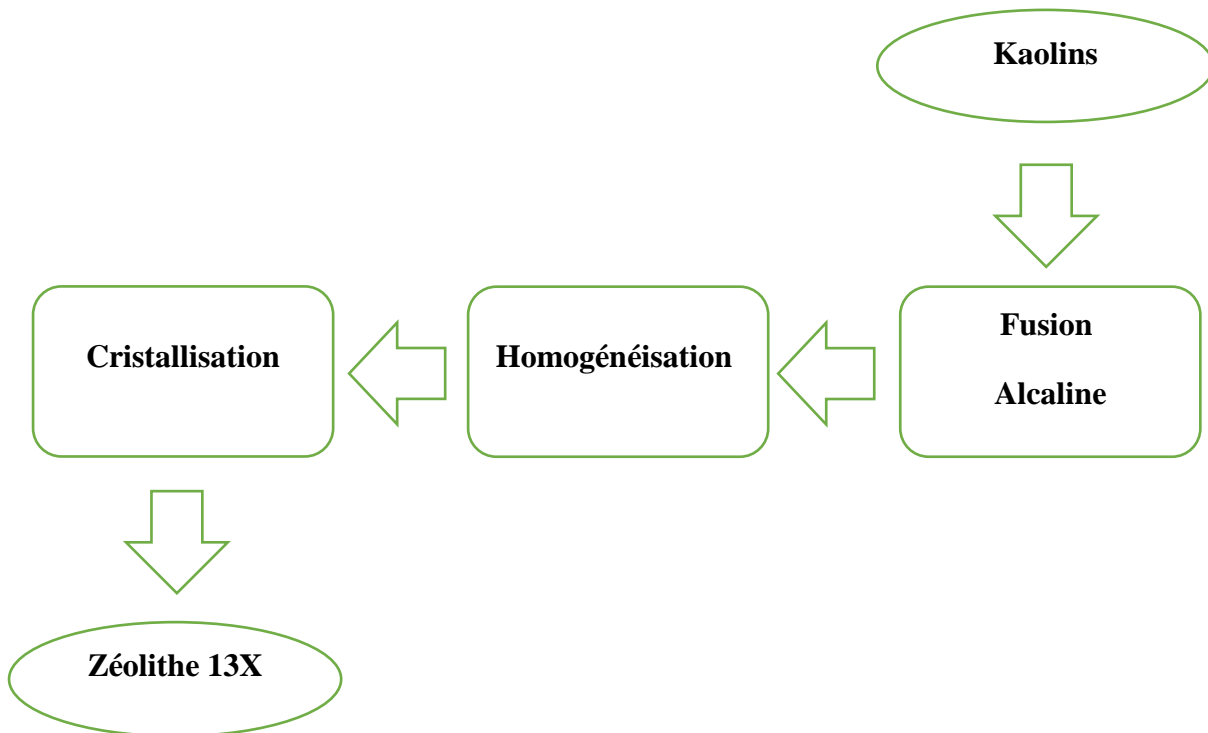 Kaolins
Fusion
Alcaline
Homogénéisation
Cristallisation
Zéolithe 13X